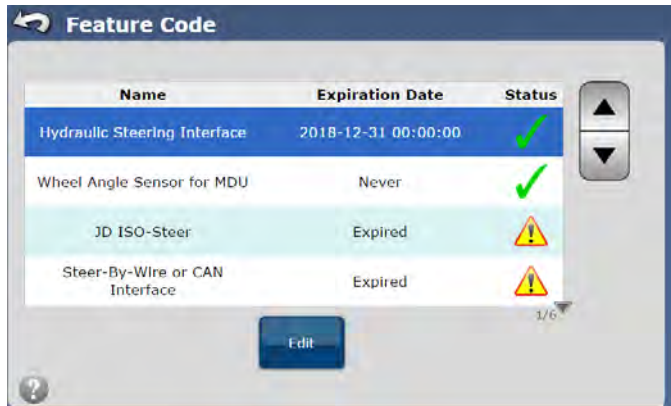 Feature Code
Name Expiration Date Status
Hydraulic Steering Interface 2018-12-31 00:00:00
Wheel Angle Sensor for MDU Never
JD ISO-Steer Expired
Steer-By-Wire or CAN
Interface Expired
1/6
Edit
?